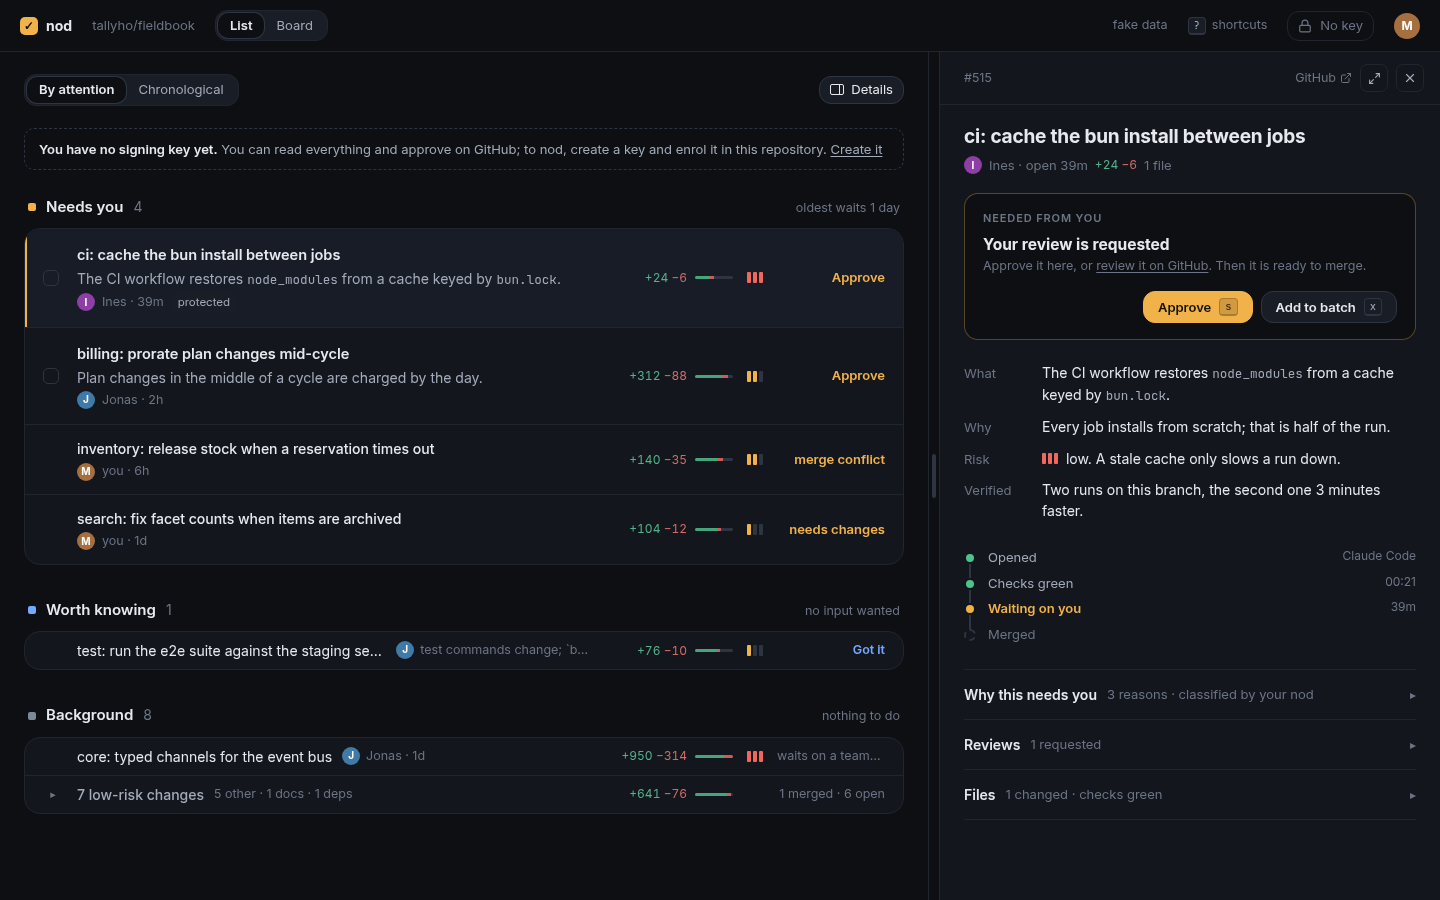 nod tallyho/fieldbook List Board fake data ? shortcuts No key M
By attention Chronological Details
You have no signing key yet. You can read everything and approve on GitHub; to nod, create a key and enrol it in this repository. Create it
Needs you 4 oldest waits 1 day
ci: cache the bun install between jobs
The CI workflow restores node_modules from a cache keyed by bun.lock.
I Ines · 39m protected
+24 −6 Approve
billing: prorate plan changes mid-cycle
Plan changes in the middle of a cycle are charged by the day.
J Jonas · 2h
+312 −88 Approve
inventory: release stock when a reservation times out
M you · 6h
+140 −35 merge conflict
search: fix facet counts when items are archived
M you · 1d
+104 −12 needs changes
Worth knowing 1 no input wanted
test: run the e2e suite against the staging se... J test commands change; `b... +76 −10 Got it
Background 8 nothing to do
core: typed channels for the event bus J Jonas · 1d +950 −314 waits on a team...
▸ 7 low-risk changes 5 other · 1 docs · 1 deps +641 −76 1 merged · 6 open
#515 GitHub
ci: cache the bun install between jobs
I Ines · open 39m +24 −6 1 file
NEEDED FROM YOU
Your review is requested
Approve it here, or review it on GitHub. Then it is ready to merge.
Approve s Add to batch x
What The CI workflow restores node_modules from a cache
keyed by bun.lock.
Why Every job installs from scratch; that is half of the run.
Risk low. A stale cache only slows a run down.
Verified Two runs on this branch, the second one 3 minutes
faster.
Opened Claude Code
Checks green 00:21
Waiting on you 39m
Merged
Why this needs you 3 reasons · classified by your nod ▸
Reviews 1 requested ▸
Files 1 changed · checks green ▸